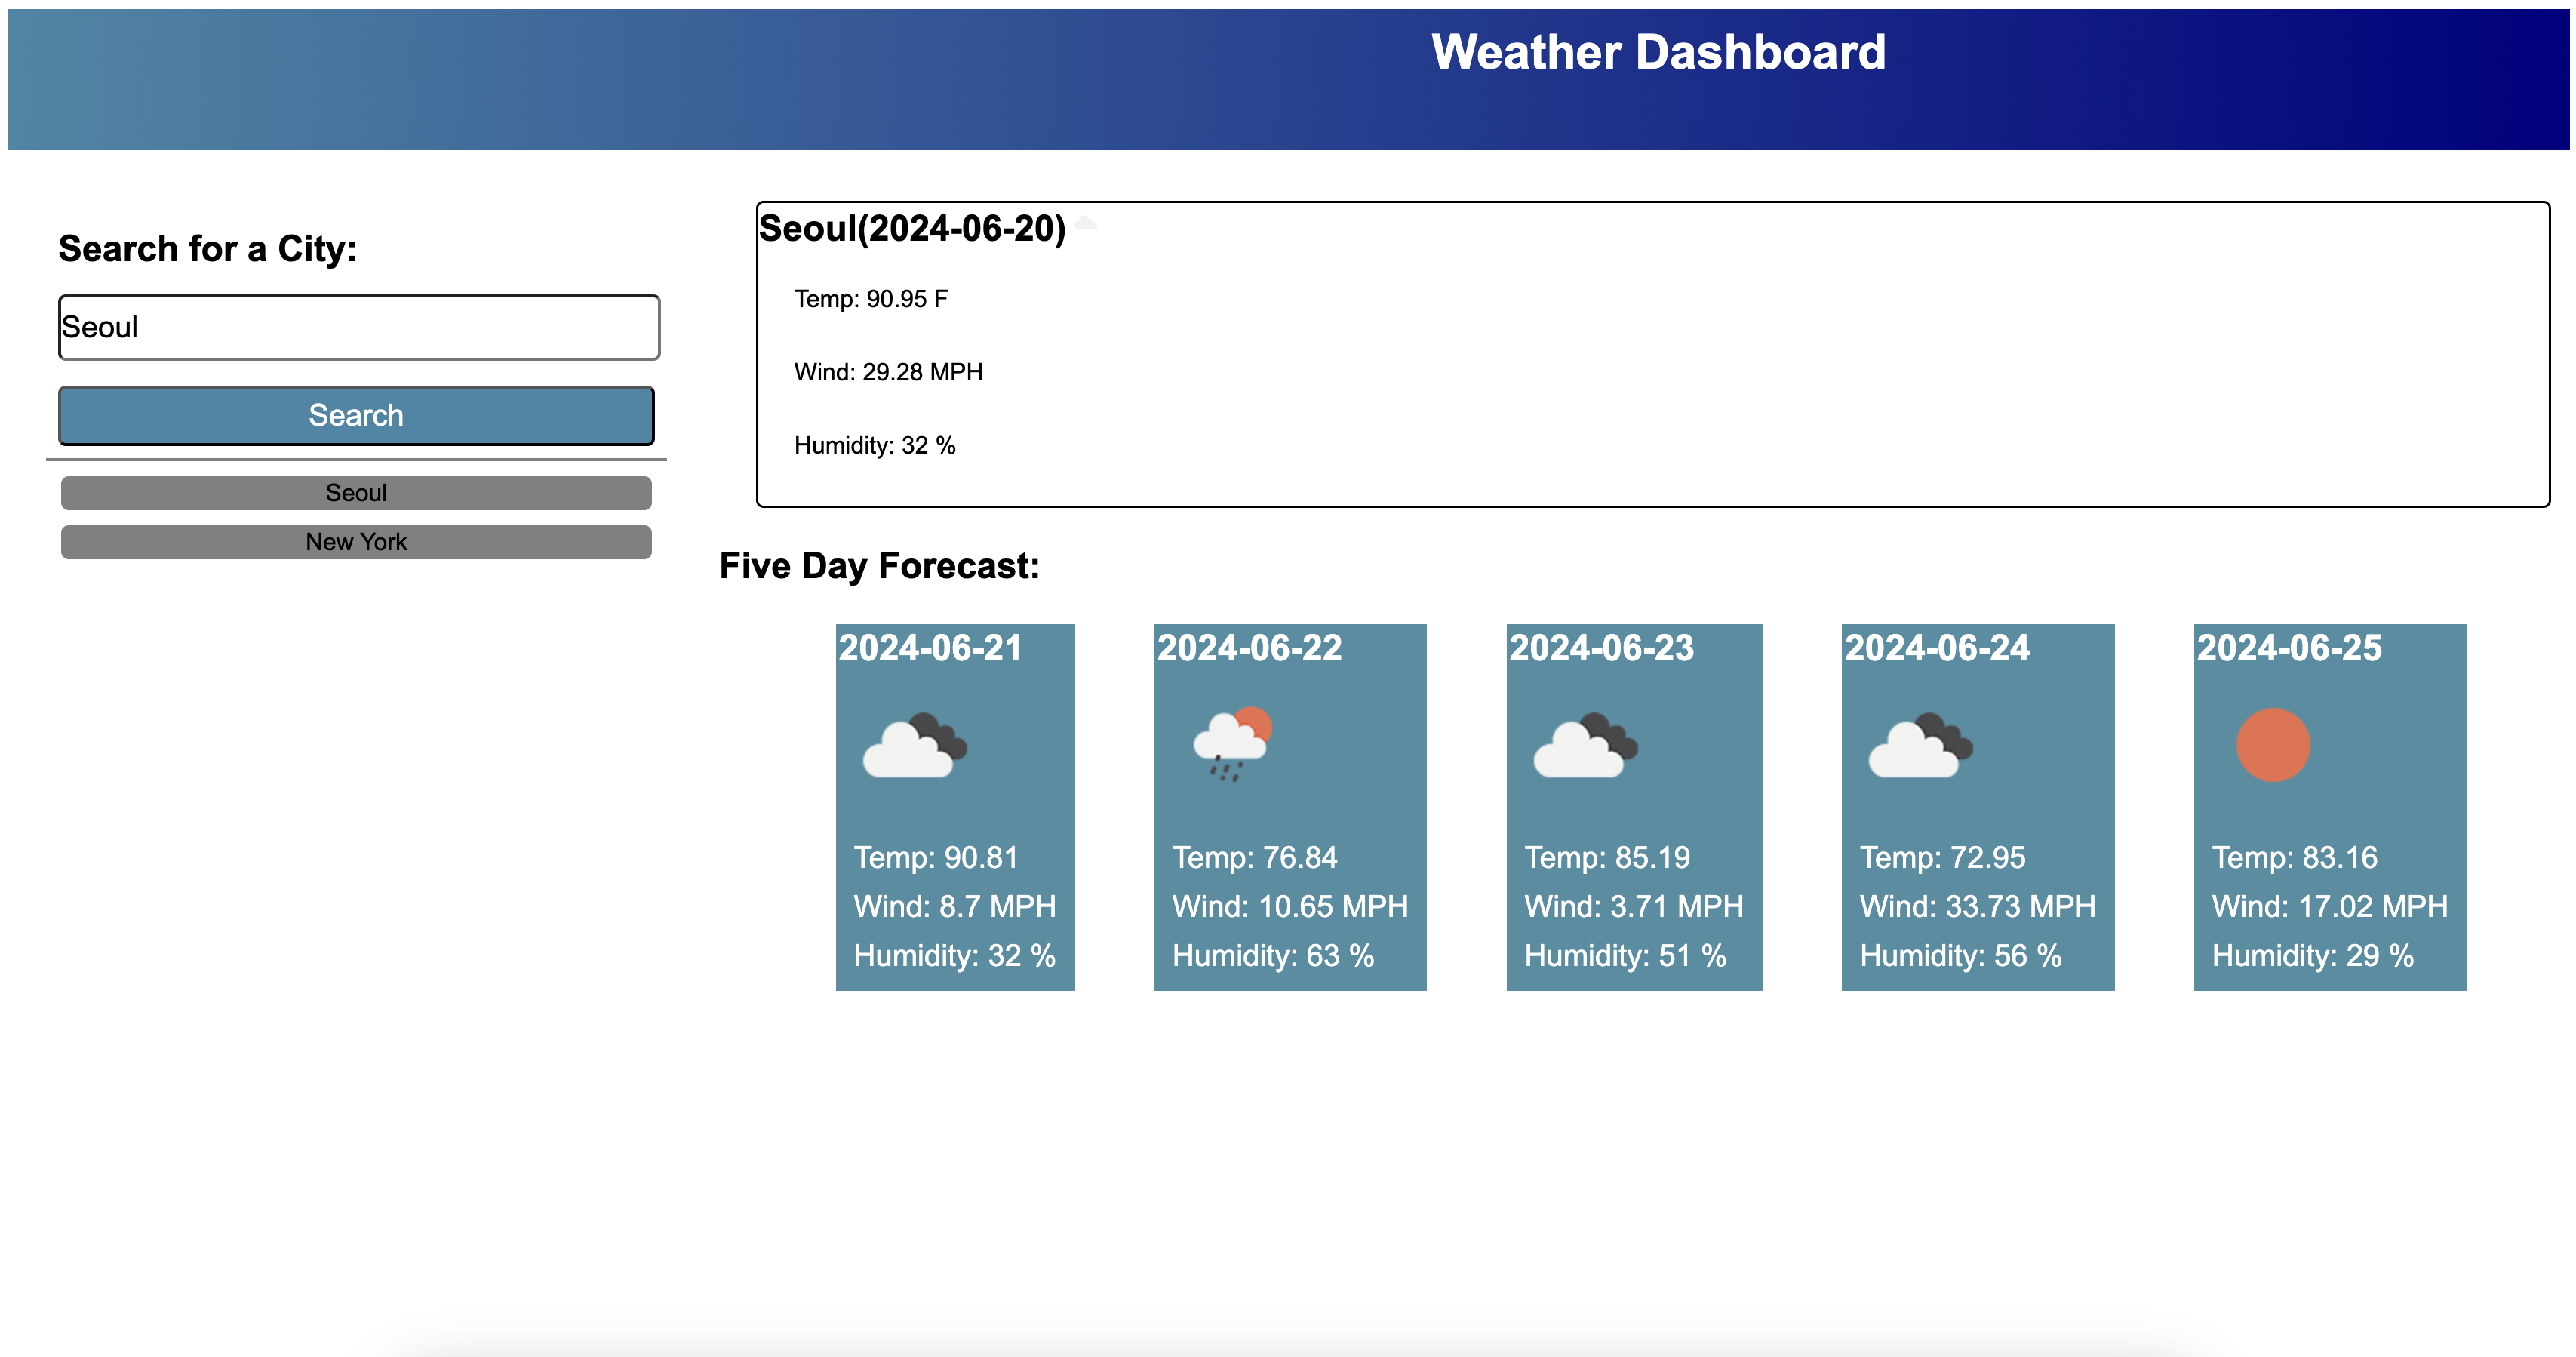 Weather Dashboard
Search for a City:
Seoul
Search
Seoul
New York
Seoul(2024-06-20)
Temp: 90.95 F
Wind: 29.28 MPH
Humidity: 32 %
Five Day Forecast:
2024-06-21
Temp: 90.81
Wind: 8.7 MPH
Humidity: 32 %
2024-06-22
Temp: 76.84
Wind: 10.65 MPH
Humidity: 63 %
2024-06-23
Temp: 85.19
Wind: 3.71 MPH
Humidity: 51 %
2024-06-24
Temp: 72.95
Wind: 33.73 MPH
Humidity: 56 %
2024-06-25
Temp: 83.16
Wind: 17.02 MPH
Humidity: 29 %